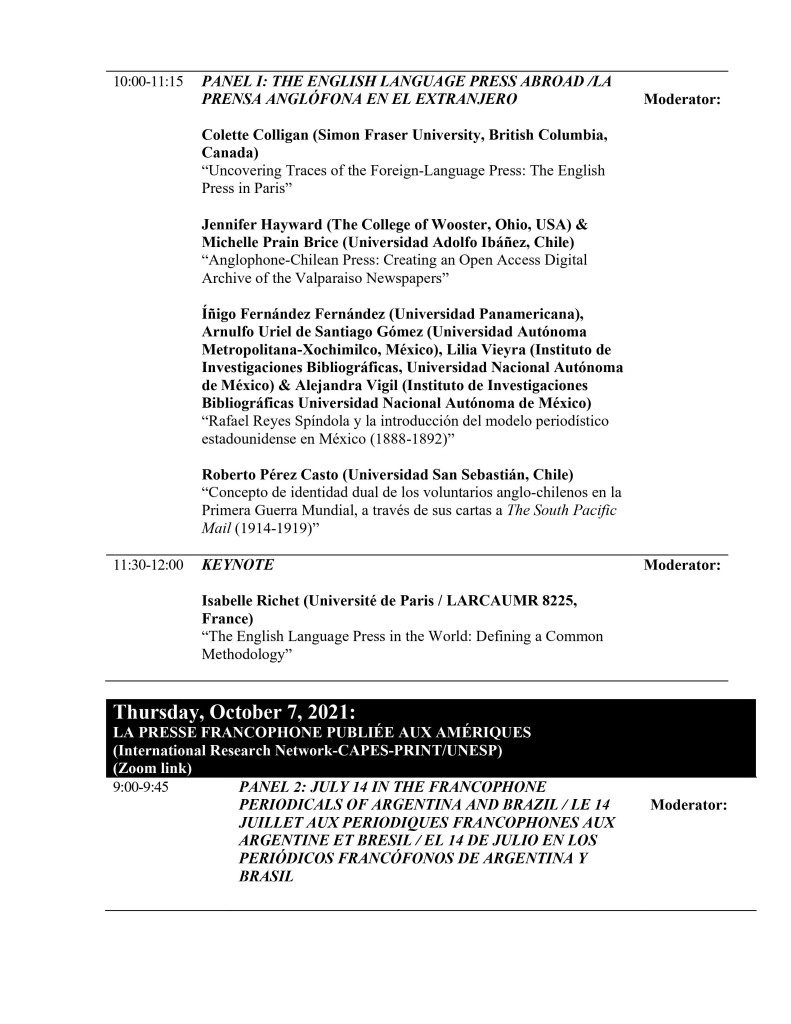 10:00-11:15 PANEL I: THE ENGLISH LANGUAGE PRESS ABROAD /LA
PRENSA ANGLÓFONA EN EL EXTRANJERO Moderator:
Colette Colligan (Simon Fraser University, British Columbia,
Canada)
“Uncovering Traces of the Foreign-Language Press: The English
Press in Paris”
Jennifer Hayward (The College of Wooster, Ohio, USA) &
Michelle Prain Brice (Universidad Adolfo Ibáñez, Chile)
“Anglophone-Chilean Press: Creating an Open Access Digital
Archive of the Valparaiso Newspapers”
Íñigo Fernández Fernández (Universidad Panamericana),
Arnulfo Uriel de Santiago Gómez (Universidad Autónoma
Metropolitana-Xochimilco, México), Lilia Vieyra (Instituto de
Investigaciones Bibliográficas, Universidad Nacional Autónoma
de México) & Alejandra Vigil (Instituto de Investigaciones
Bibliográficas Universidad Nacional Autónoma de México)
“Rafael Reyes Spíndola y la introducción del modelo periodístico
estadounidense en México (1888-1892)”
Roberto Pérez Casto (Universidad San Sebastián, Chile)
“Concepto de identidad dual de los voluntarios anglo-chilenos en la
Primera Guerra Mundial, a través de sus cartas a The South Pacific
Mail (1914-1919)”
11:30-12:00 KEYNOTE Moderator:
Isabelle Richet (Université de Paris / LARCAUMR 8225,
France)
“The English Language Press in the World: Defining a Common
Methodology”
Thursday, October 7, 2021:
LA PRESSE FRANCOPHONE PUBLIÉE AUX AMÉRIQUES
(International Research Network-CAPES-PRINT/UNESP)
(Zoom link)
9:00-9:45 PANEL 2: JULY 14 IN THE FRANCOPHONE
PERIODICALS OF ARGENTINA AND BRAZIL / LE 14 Moderator:
JUILLET AUX PERIODIQUES FRANCOPHONES AUX
ARGENTINE ET BRESIL / EL 14 DE JULIO EN LOS
PERIÓDICOS FRANCÓFONOS DE ARGENTINA Y
BRASIL